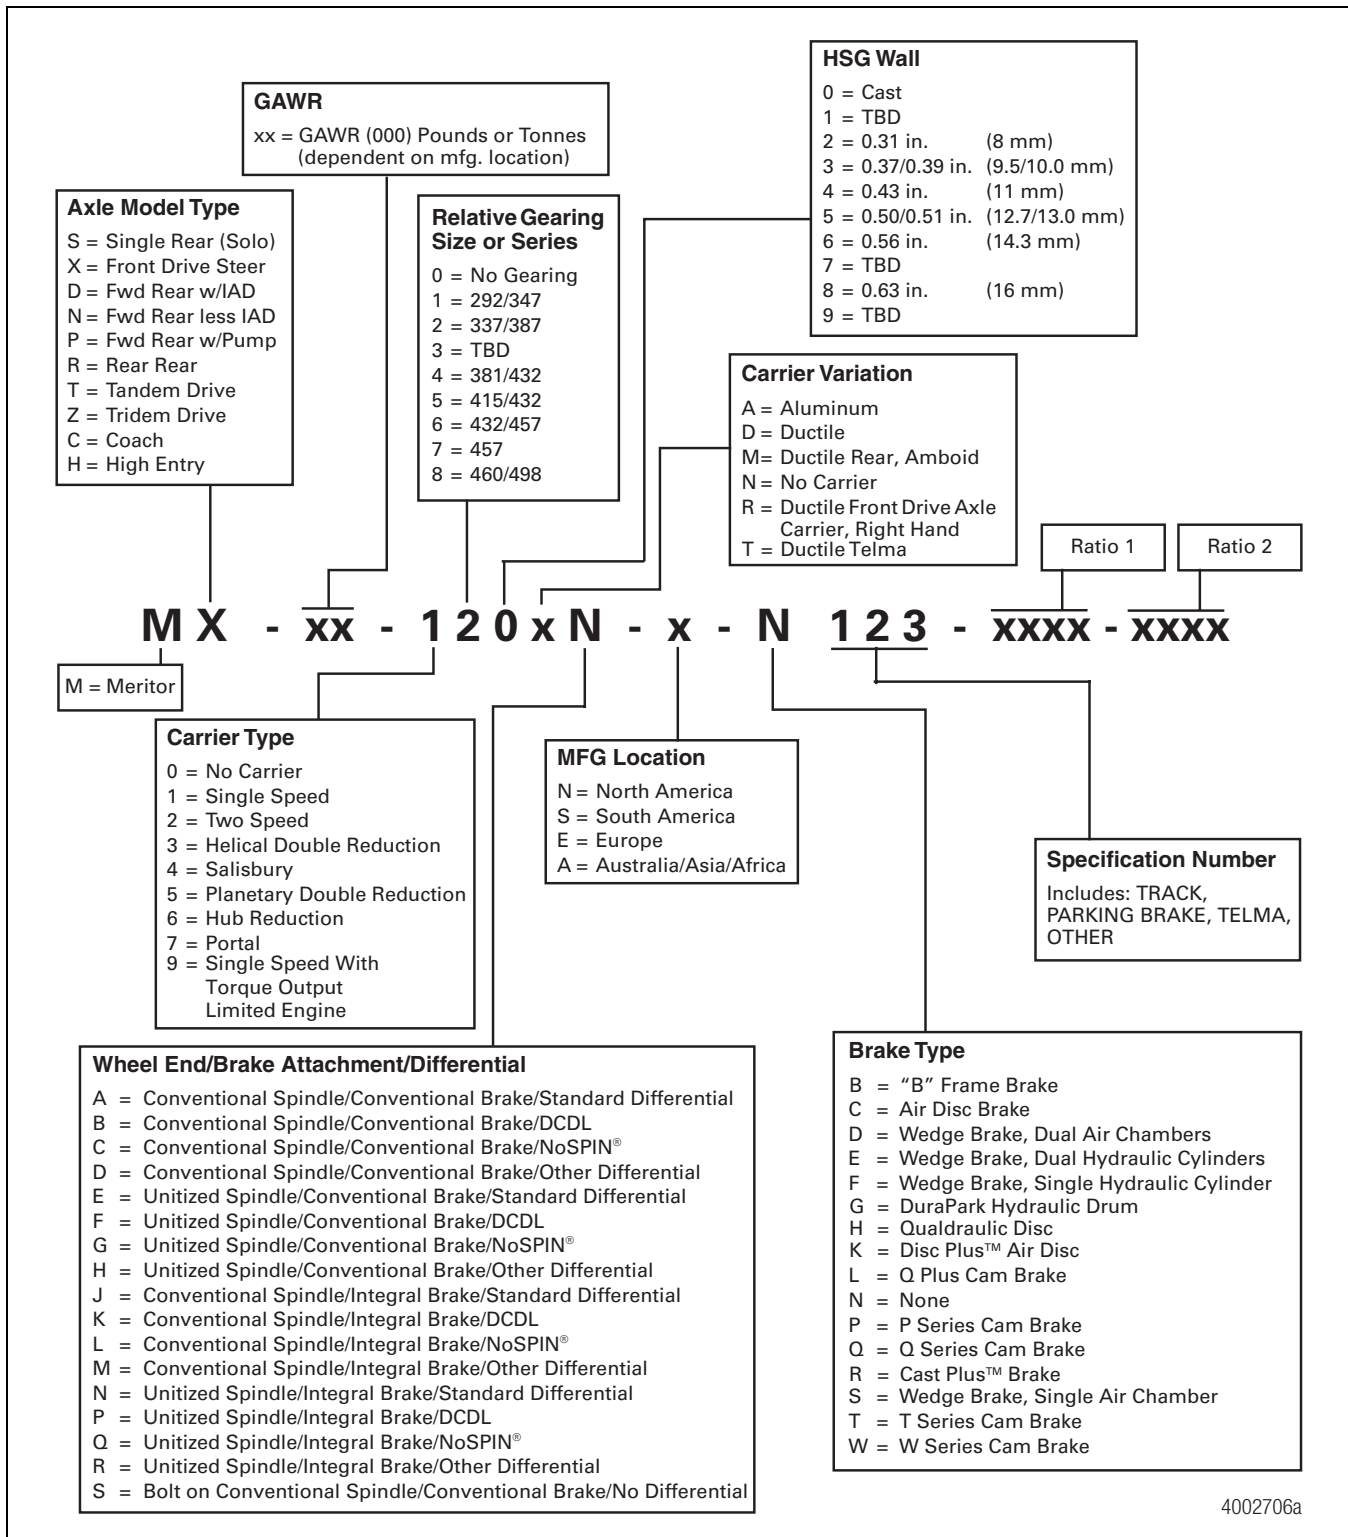 GAWR
xx = GAWR (000) Pounds or Tonnes
(dependent on mfg. location)
HSG Wall
0 = Cast
1 = TBD
2 = 0.31 in. (8 mm)
3 = 0.37/0.39 in. (9.5/10.0 mm)
4 = 0.43 in. (11 mm)
5 = 0.50/0.51 in. (12.7/13.0 mm)
6 = 0.56 in. (14.3 mm)
7 = TBD
8 = 0.63 in. (16 mm)
9 = TBD
Axle Model Type
S = Single Rear (Solo)
X = Front Drive Steer
D = Fwd Rear w/IAD
N = Fwd Rear less IAD
P = Fwd Rear w/Pump
R = Rear Rear
T = Tandem Drive
Z = Tridem Drive
C = Coach
H = High Entry
Relative Gearing
Size or Series
0 = No Gearing
1 = 292/347
2 = 337/387
3 = TBD
4 = 381/432
5 = 415/432
6 = 432/457
7 = 457
8 = 460/498
Carrier Variation
A = Aluminum
D = Ductile
M= Ductile Rear, Amboid
N = No Carrier
R = Ductile Front Drive Axle
Carrier, Right Hand
T = Ductile Telma
Ratio 1
Ratio 2
M X - xx - 1 2 0 x N - x - N 1 2 3 - xxxx - xxxx
M = Meritor
Carrier Type
0 = No Carrier
1 = Single Speed
2 = Two Speed
3 = Helical Double Reduction
4 = Salisbury
5 = Planetary Double Reduction
6 = Hub Reduction
7 = Portal
9 = Single Speed With
Torque Output
Limited Engine
MFG Location
N = North America
S = South America
E = Europe
A = Australia/Asia/Africa
Specification Number
Includes: TRACK,
PARKING BRAKE, TELMA,
OTHER
Wheel End/Brake Attachment/Differential
A = Conventional Spindle/Conventional Brake/Standard Differential
B = Conventional Spindle/Conventional Brake/DCDL
C = Conventional Spindle/Conventional Brake/NoSPIN®
D = Conventional Spindle/Conventional Brake/Other Differential
E = Unitized Spindle/Conventional Brake/Standard Differential
F = Unitized Spindle/Conventional Brake/DCDL
G = Unitized Spindle/Conventional Brake/NoSPIN®
H = Unitized Spindle/Conventional Brake/Other Differential
J = Conventional Spindle/Integral Brake/Standard Differential
K = Conventional Spindle/Integral Brake/DCDL
L = Conventional Spindle/Integral Brake/NoSPIN®
M = Conventional Spindle/Integral Brake/Other Differential
N = Unitized Spindle/Integral Brake/Standard Differential
P = Unitized Spindle/Integral Brake/DCDL
Q = Unitized Spindle/Integral Brake/NoSPIN®
R = Unitized Spindle/Integral Brake/Other Differential
S = Bolt on Conventional Spindle/Conventional Brake/No Differential
Brake Type
B = “B” Frame Brake
C = Air Disc Brake
D = Wedge Brake, Dual Air Chambers
E = Wedge Brake, Dual Hydraulic Cylinders
F = Wedge Brake, Single Hydraulic Cylinder
G = DuraPark Hydraulic Drum
H = Qualdraulic Disc
K = Disc Plus™ Air Disc
L = Q Plus Cam Brake
N = None
P = P Series Cam Brake
Q = Q Series Cam Brake
R = Cast Plus™ Brake
S = Wedge Brake, Single Air Chamber
T = T Series Cam Brake
W = W Series Cam Brake
4002706a